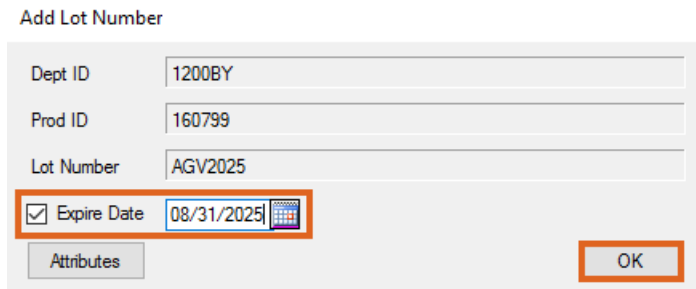 Add Lot Number
Dept ID 1200BY
Prod ID 160799
Lot Number AGV2025
Expire Date 08/31/2025
Attributes OK